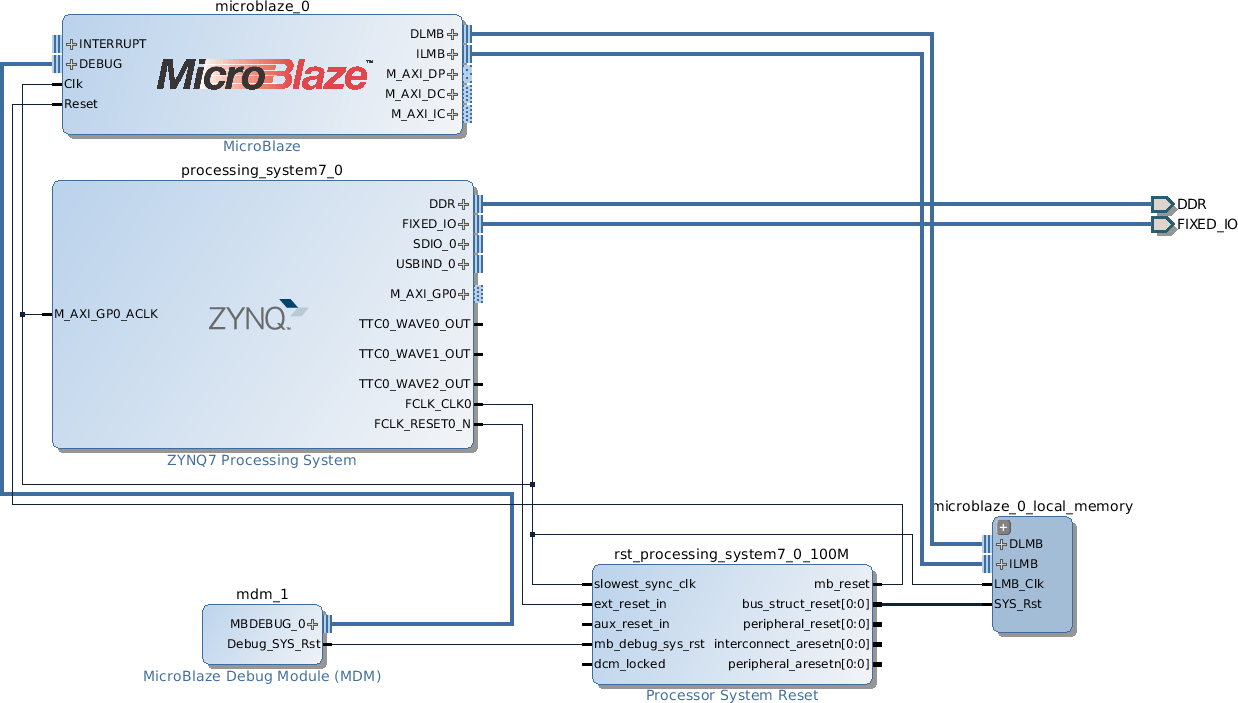 microblaze_0
INTERRUPT
DEBUG
Clk
Reset
MicroBlaze™
DLMB
ILMB
M_AXI_DP
M_AXI_DC
M_AXI_IC
MicroBlaze
processing_system7_0
M_AXI_GP0_ACLK
ZYNQ
DDR
FIXED_IO
SDIO_0
USBIND_0
M_AXI_GP0
TTC0_WAVE0_OUT
TTC0_WAVE1_OUT
TTC0_WAVE2_OUT
FCLK_CLK0
FCLK_RESET0_N
ZYNQ7 Processing System
DDR
FIXED_IO
microblaze_0_local_memory
DLMB
ILMB
LMB_Clk
SYS_Rst
rst_processing_system7_0_100M
slowest_sync_clk
ext_reset_in
aux_reset_in
mb_debug_sys_rst
dcm_locked
mb_reset
bus_struct_reset[0:0]
peripheral_reset[0:0]
interconnect_aresetn[0:0]
peripheral_aresetn[0:0]
Processor System Reset
mdm_1
MBDEBUG_0
Debug_SYS_Rst
MicroBlaze Debug Module (MDM)